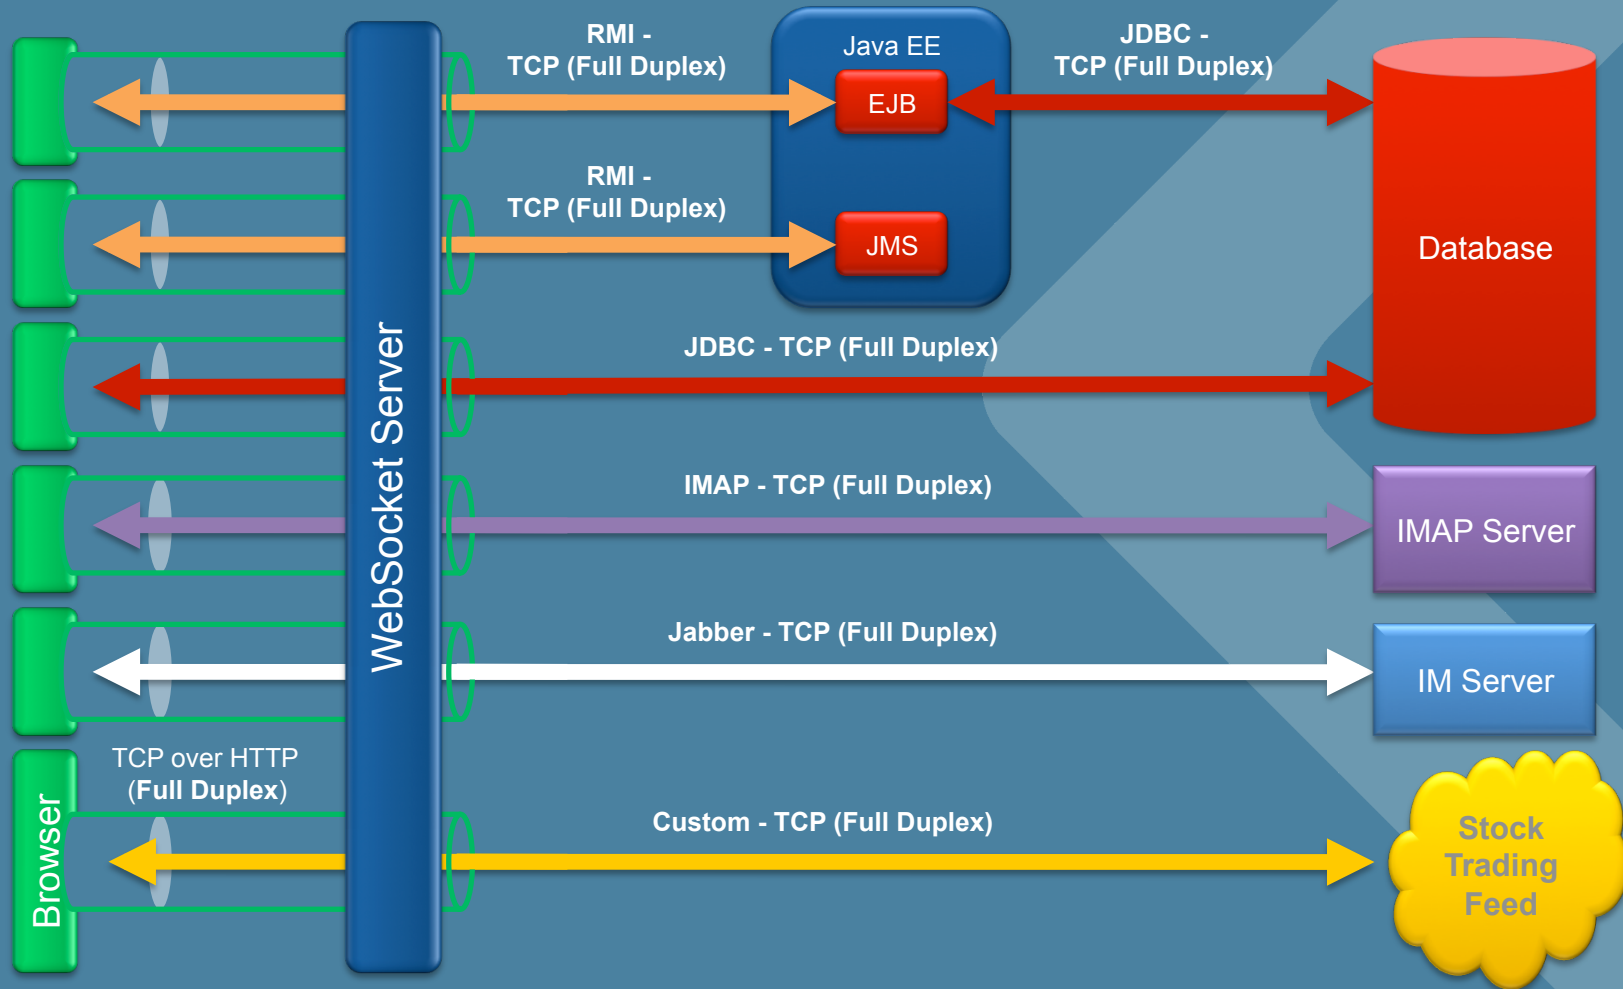 RMI -
TCP (Full Duplex)
Java EE
EJB
JDBC -
TCP (Full Duplex)
RMI -
TCP (Full Duplex)
JMS
Database
JDBC - TCP (Full Duplex)
WebSocket Server
IMAP - TCP (Full Duplex)
IMAP Server
Jabber - TCP (Full Duplex)
IM Server
TCP over HTTP
(Full Duplex)
Browser
Custom - TCP (Full Duplex)
Stock
Trading
Feed